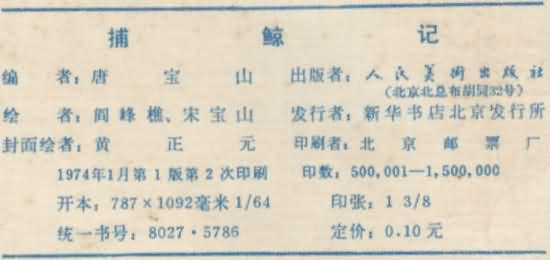 捕鲸记
编者：唐宝山 出版者：人民美術出版社
（北京北总布胡同32号）
绘者：阎峰樵、宋宝山 发行者：新华书店北京发行所
封面绘者：黄正元 印刷者：北京邮票厂
1974年1月第1版第2次印刷 印数：500,001—1,500,000
开本：787×1092毫米 1/64 印张：1 3/8
统一书号：8027·5786 定价：0.10元